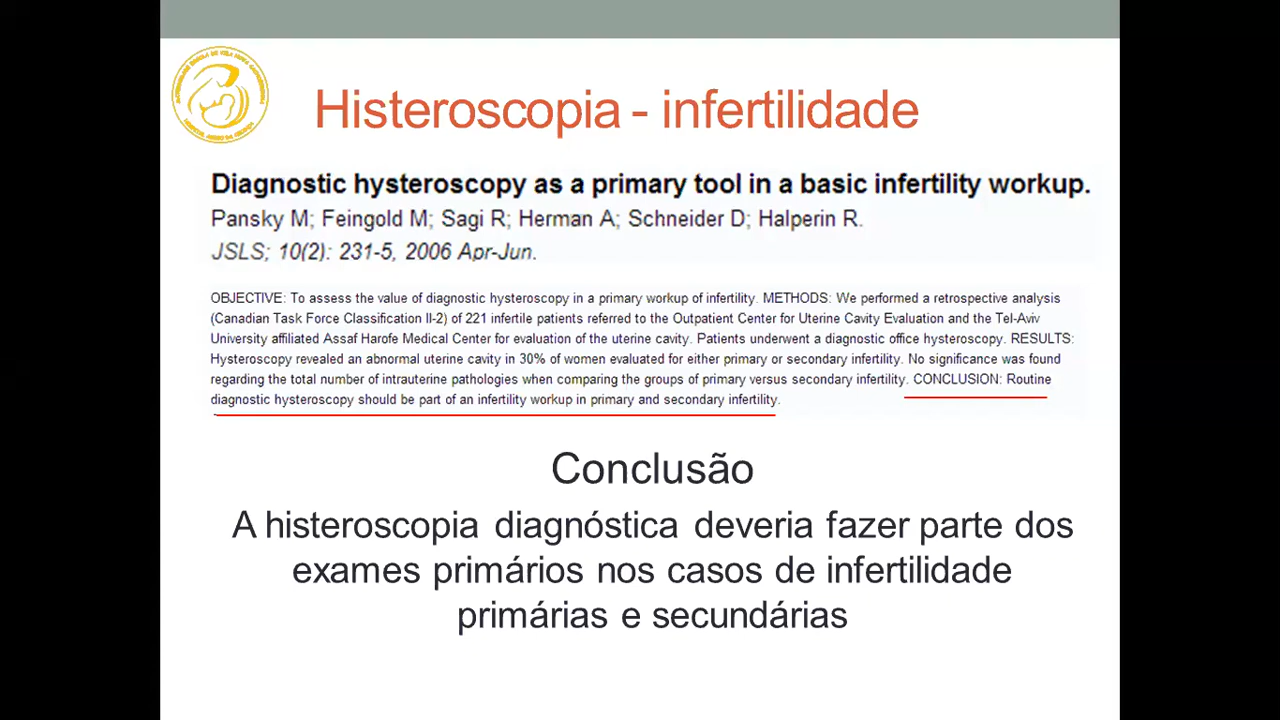 Histeroscopia - infertilidade
Diagnostic hysteroscopy as a primary tool in a basic infertility workup.
Pansky M; Feingold M; Sagi R; Herman A; Schneider D; Halperin R.
JSLS; 10(2): 231-5, 2006 Apr-Jun.
OBJECTIVE: To assess the value of diagnostic hysteroscopy in a primary workup of infertility. METHODS: We performed a retrospective analysis
(Canadian Task Force Classification II-2) of 221 infertile patients referred to the Outpatient Center for Uterine Cavity Evaluation and the Tel-Aviv
University affiliated Assaf Harofe Medical Center for evaluation of the uterine cavity. Patients underwent a diagnostic office hysteroscopy. RESULTS:
Hysteroscopy revealed an abnormal uterine cavity in 30% of women evaluated for either primary or secondary infertility. No significance was found
regarding the total number of intrauterine pathologies when comparing the groups of primary versus secondary infertility. CONCLUSION: Routine
diagnostic hysteroscopy should be part of an infertility workup in primary and secondary infertility.
Conclusão
A histeroscopia diagnóstica deveria fazer parte dos
exames primários nos casos de infertilidade
primárias e secundárias